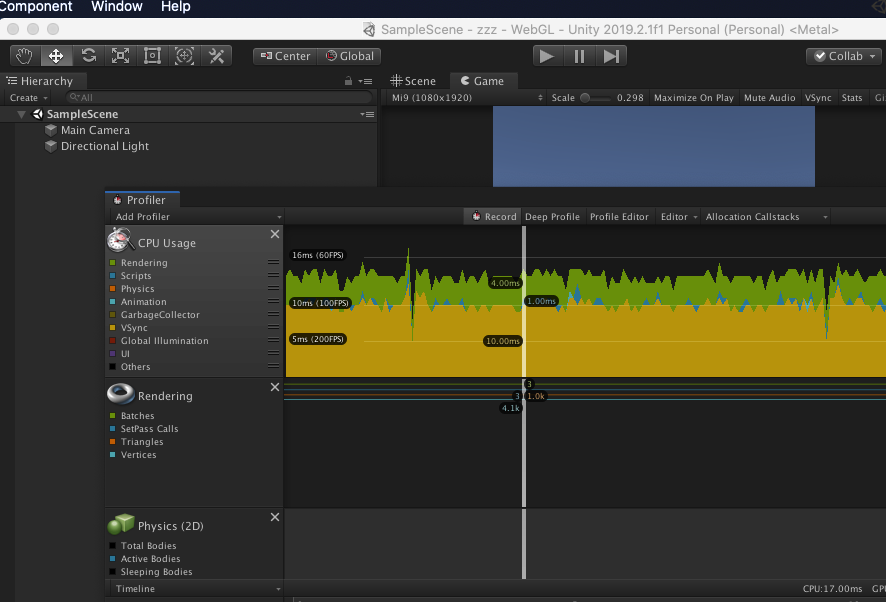 Component Window Help
SampleScene - zzz - WebGL - Unity 2019.2.1f1 Personal (Personal) <Metal>
Center Global Collab
Hierarchy Scene Game
Create All Mi9 (1080x1920) Scale 0.298 Maximize On Play Mute Audio VSync Stats Gi
SampleScene
Main Camera
Directional Light
Profiler
Add Profiler Record Deep Profile Profile Editor Editor Allocation Callstacks
CPU Usage
16ms (60FPS)
Rendering
Scripts
4.00ms
Physics
Animation
10ms (100FPS) 1.00ms
GarbageCollector
VSync
Global Illumination
5ms (200FPS) 10.00ms
UI
Others
Rendering
3
3 1.0k
4.1k
Batches
SetPass Calls
Triangles
Vertices
Physics (2D)
Total Bodies
Active Bodies
Sleeping Bodies
Timeline CPU:17.00ms GP